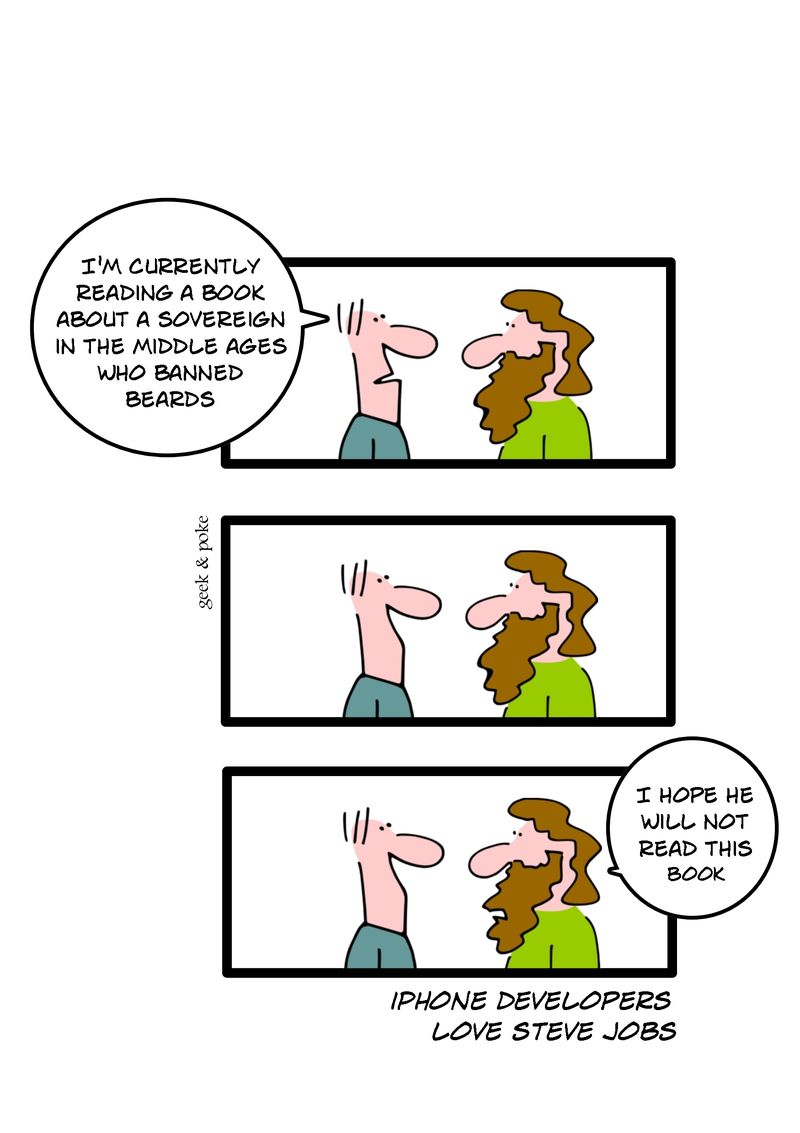 I'M CURRENTLY
READING A BOOK
ABOUT A SOVEREIGN
IN THE MIDDLE AGES
WHO BANNED
BEARDS
geek & poke
I HOPE HE
WILL NOT
READ THIS
BOOK
IPHONE DEVELOPERS
LOVE STEVE JOBS